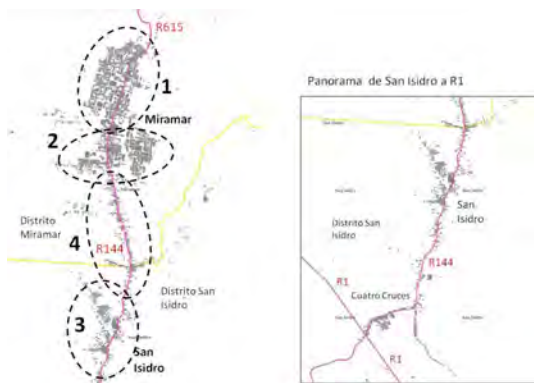 R615
1
Miramar
2
Distrito
Miramar
4
R144
Distrito San
Isidro
3
San
Isidro
Panorama de San Isidro a R1
San
Isidro
Distrito San
Isidro
R144
R1
Cuatro Cruces
R1